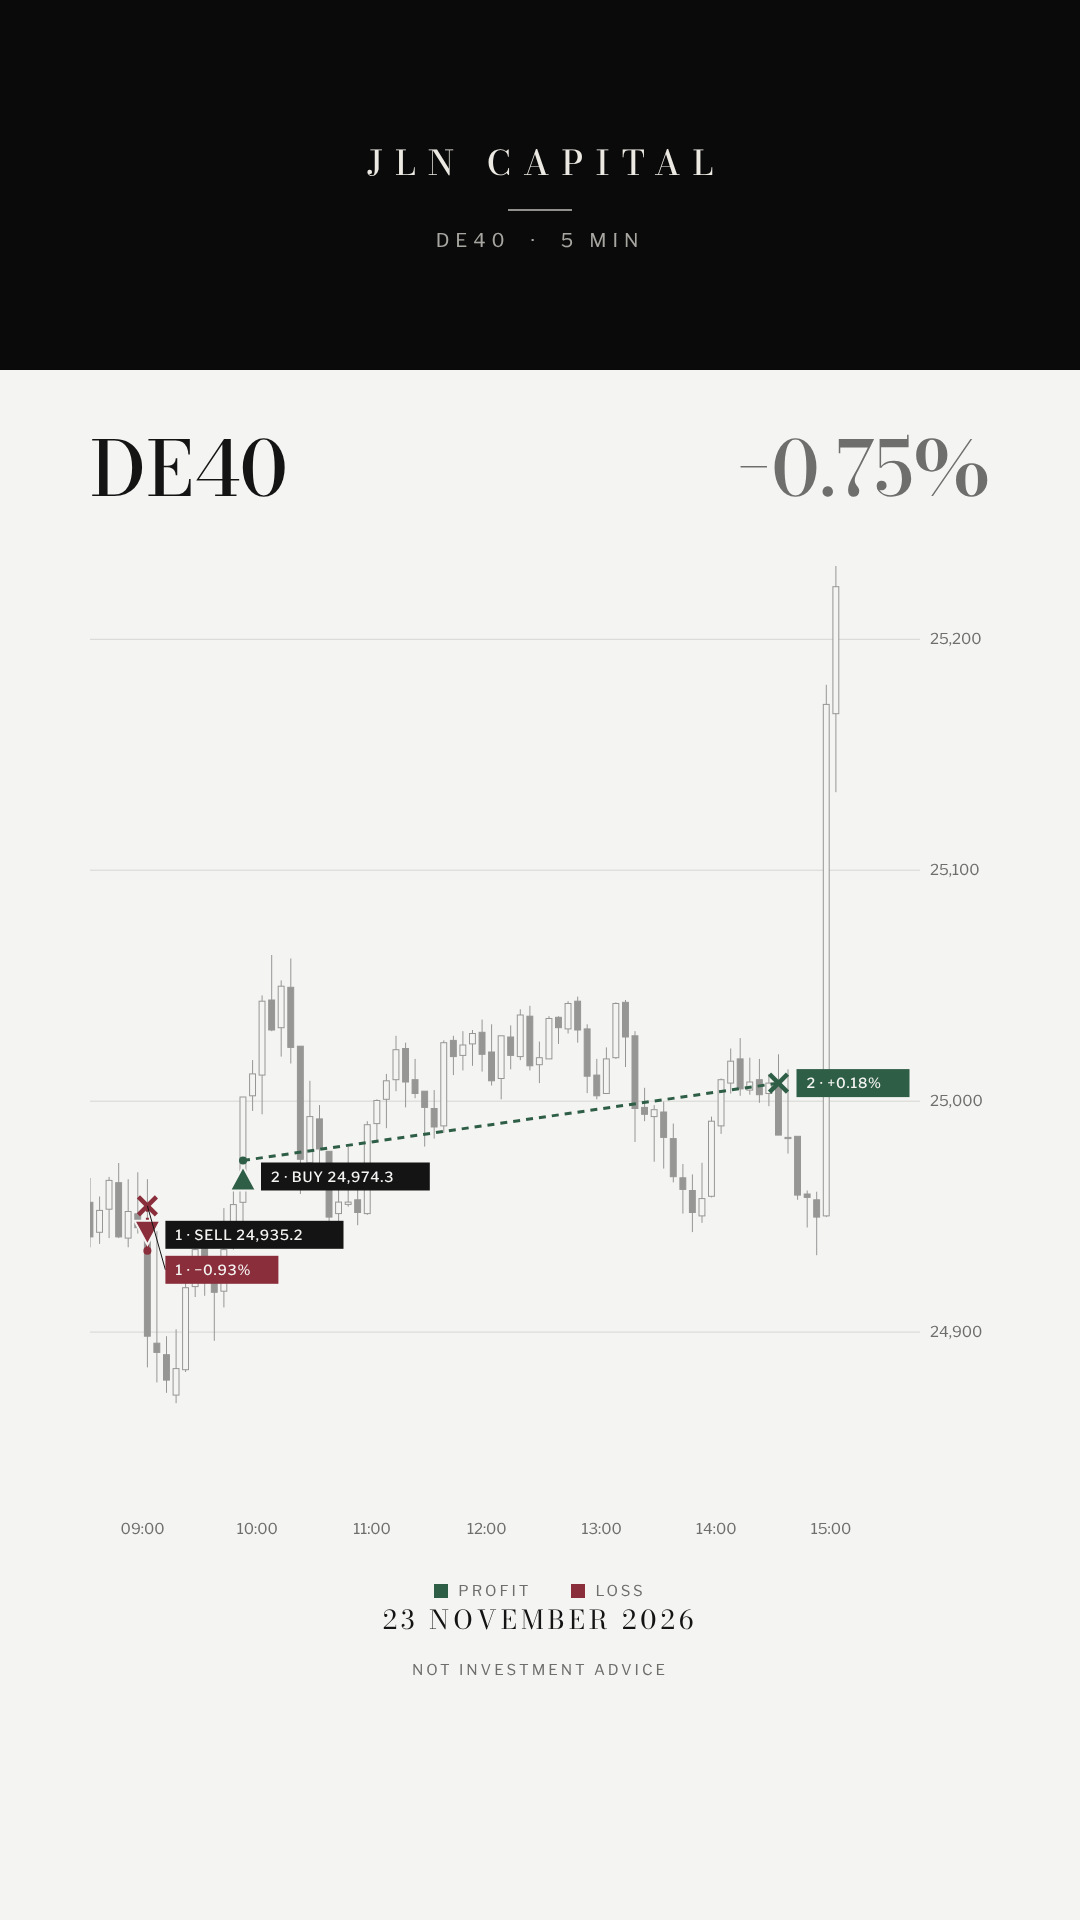 JLN CAPITAL
DE40 · 5 MIN
DE40
−0.75%
25,200
25,100
25,000
24,900
2 · +0.18%
2 · BUY 24,974.3
1 · SELL 24,935.2
1 · −0.93%
09:00 10:00 11:00 12:00 13:00 14:00 15:00
PROFIT LOSS
23 NOVEMBER 2026
NOT INVESTMENT ADVICE